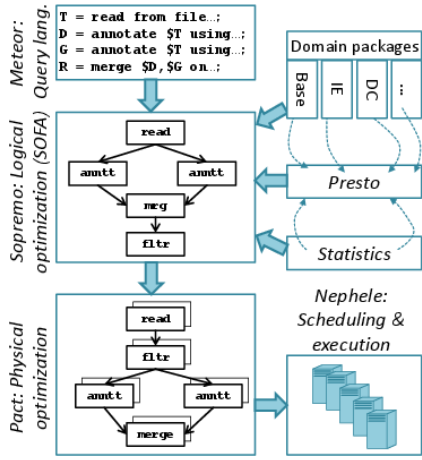 Meteor:
Query lang.
T = read from file…;
D = annotate $T using…;
G = annotate $T using…;
R = merge $D,$G on…;
Domain packages
Base
IE
DC
...
Sopremo: Logical
optimization (SOFA)
read
anntt
anntt
mrg
fltr
Presto
Statistics
Pact: Physical
optimization
read
fltr
anntt
anntt
merge
Nephele:
Scheduling &
execution